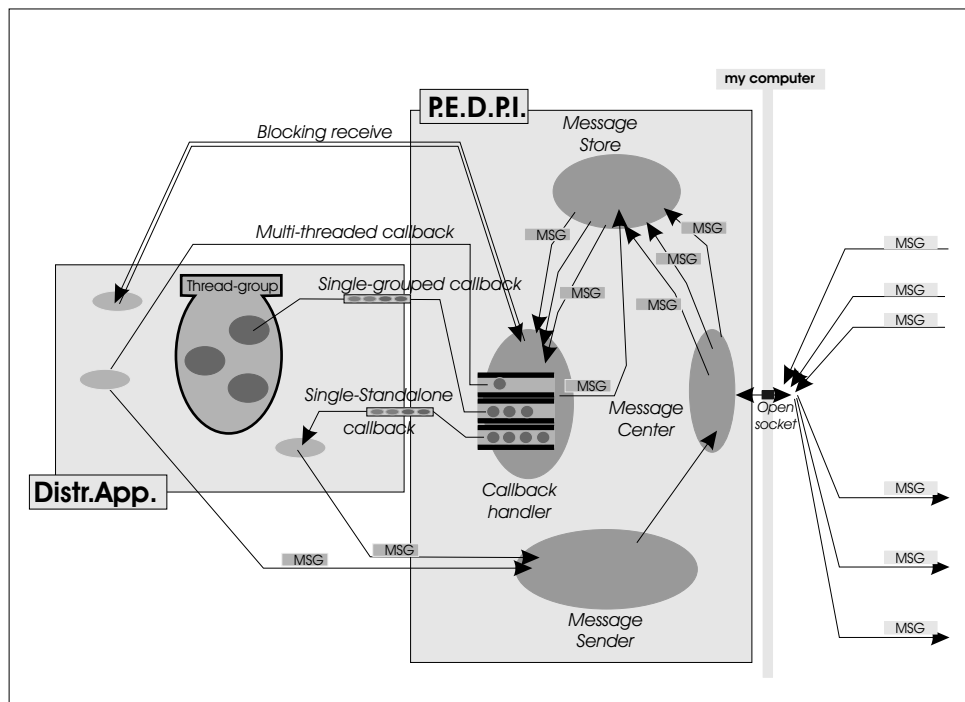 my computer
P.E.D.P.I.
Message
Store
Blocking receive
MSG
MSG
Multi-threaded callback
MSG
MSG
MSG
Thread-group
Single-grouped callback
MSG
MSG
MSG
MSG
Single-Standalone
callback
MSG
Message
Center
Open
socket
Distr.App.
Callback
handler
MSG
MSG
MSG
MSG
Message
Sender
MSG